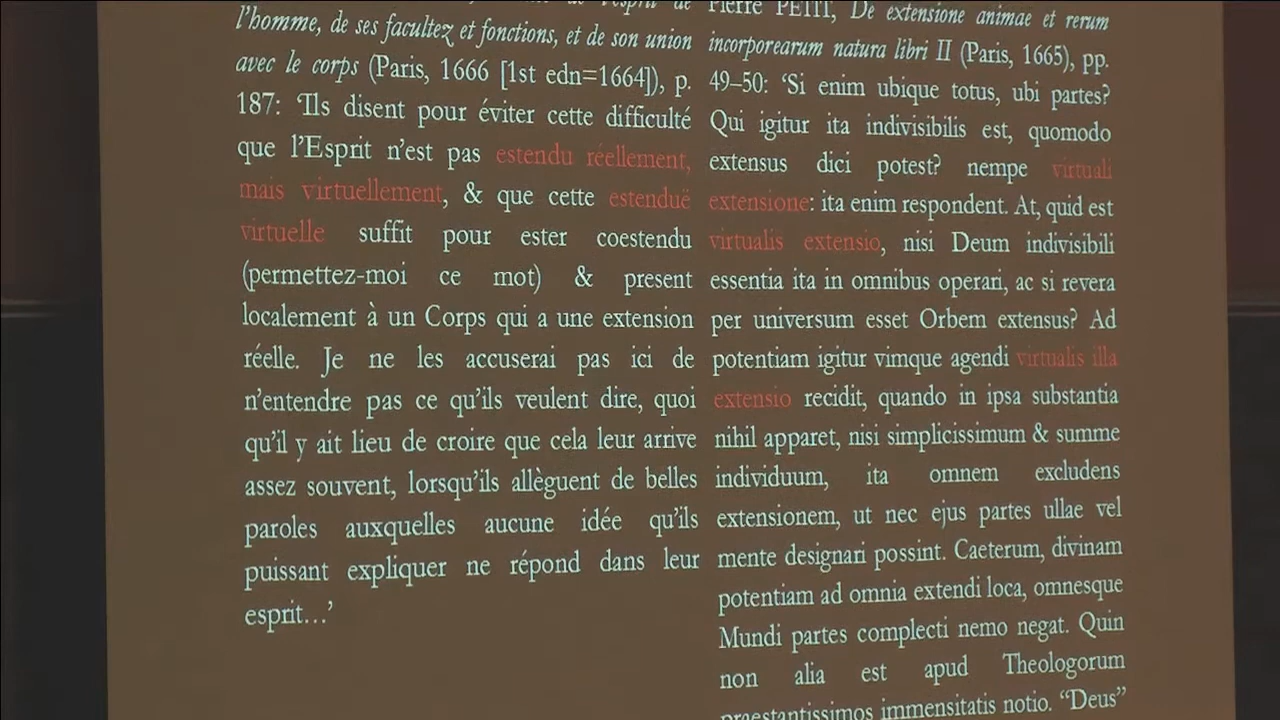 de l'esprit de
l'homme, de ses facultez et fonctions, et de son union
avec le corps (Paris, 1666 [1st edn=1664]), p.
187: 'Ils disent pour éviter cette difficulté
que l'Esprit n'est pas estendu réellement,
mais virtuellement, & que cette estenduë
virtuelle suffit pour ester coestendu
(permettez-moi ce mot) & present
localement à un Corps qui a une extension
réelle. Je ne les accuserai pas ici de
n'entendre pas ce qu'ils veulent dire, quoi
qu'il y ait lieu de croire que cela leur arrive
assez souvent, lorsqu'ils allèguent de belles
paroles auxquelles aucune idée qu'ils
puissant expliquer ne répond dans leur
esprit…'
Pierre PETIT, De extensione animae et rerum
incorporearum natura libri II (Paris, 1665), pp.
49–50: 'Si enim ubique totus, ubi partes?
Qui igitur ita indivisibilis est, quomodo
extensus dici potest? nempe virtuali
extensione: ita enim respondent. At, quid est
virtualis extensio, nisi Deum indivisibili
essentia ita in omnibus operari, ac si revera
per universum esset Orbem extensus? Ad
potentiam igitur vimque agendi virtualis illa
extensio recidit, quando in ipsa substantia
nihil apparet, nisi simplicissimum & summe
individuum, ita omnem excludens
extensionem, ut nec ejus partes ullae vel
mente designari possint. Caeterum, divinam
potentiam ad omnia extendi loca, omnesque
Mundi partes complecti nemo negat. Quin
non alia est apud Theologorum
praestantissimos immensitatis notio. "Deus"